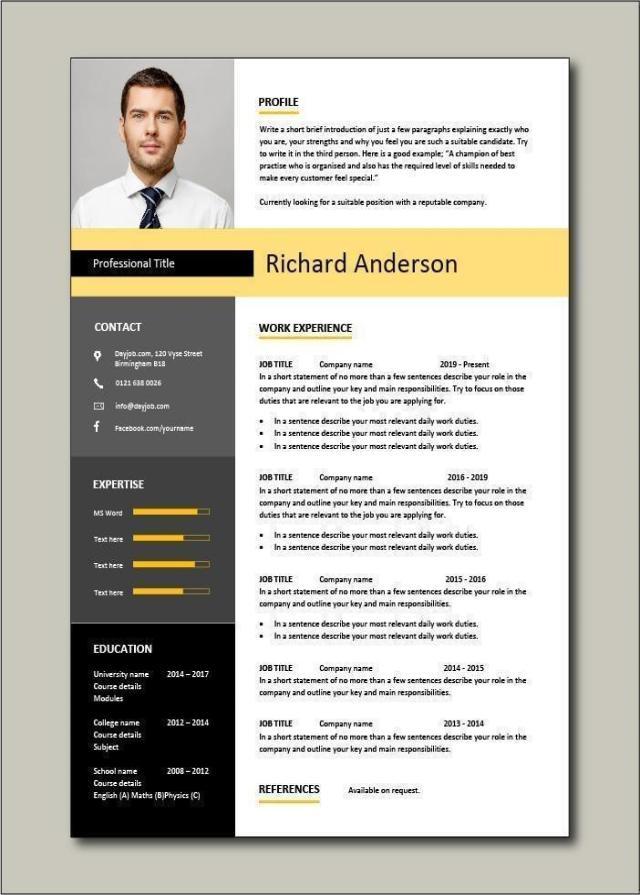 PROFILE
Write a short brief introduction of just a few paragraphs explaining exactly who
you are, your strengths and why you feel you are such a suitable candidate. Try
to write it in the third person. Here is a good example; "A champion of best
practise who is organised and also has the required level of skills needed to
make every customer feel special."
Currently looking for a suitable position with a reputable company.
Professional Title
Richard Anderson
CONTACT
Dayjob.com, 120 Vyse Street
Birmingham B18
0121 638 0026
info@dayjob.com
Facebook.com/yourname
EXPERTISE
MS Word
Text here
Text here
Text here
EDUCATION
University name 2014 – 2017
Course details
Modules
College name 2012 – 2014
Course details
Subject
School name 2008 – 2012
Course details
English (A) Maths (B)Physics (C)
WORK EXPERIENCE
JOB TITLE Company name 2019 - Present
In a short statement of no more than a few sentences describe your role in the
company and outline your key and main responsibilities. Try to focus on those
duties that are relevant to the job you are applying for.
• In a sentence describe your most relevant daily work duties.
• In a sentence describe your most relevant daily work duties.
• In a sentence describe your most relevant daily work duties.
JOB TITLE Company name 2016 - 2019
In a short statement of no more than a few sentences describe your role in the
company and outline your key and main responsibilities. Try to focus on those
duties that are relevant to the job you are applying for.
• In a sentence describe your most relevant daily work duties.
• In a sentence describe your most relevant daily work duties.
JOB TITLE Company name 2015 - 2016
In a short statement of no more than a few sentences describe your role in the
company and outline your key and main responsibilities.
• In a sentence describe your most relevant daily work duties.
• In a sentence describe your most relevant daily work duties.
JOB TITLE Company name 2014 - 2015
In a short statement of no more than a few sentences describe your role in the
company and outline your key and main responsibilities.
JOB TITLE Company name 2013 - 2014
In a short statement of no more than a few sentences describe your role in the
company and outline your key and main responsibilities.
REFERENCES Available on request.